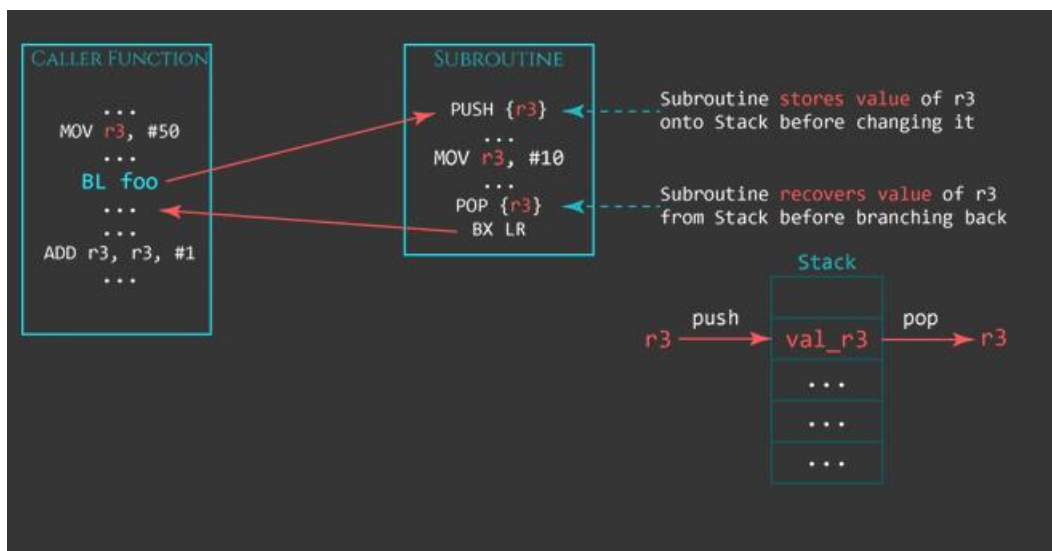 CALLER FUNCTION
...
MOV r3, #50
...
BL foo
...
...
ADD r3, r3, #1
...
SUBROUTINE
PUSH {r3}
...
MOV r3, #10
...
POP {r3}
BX LR
Subroutine stores value of r3
onto Stack before changing it
Subroutine recovers value of r3
from Stack before branching back
Stack
push
pop
r3
val_r3
r3
...
...
...